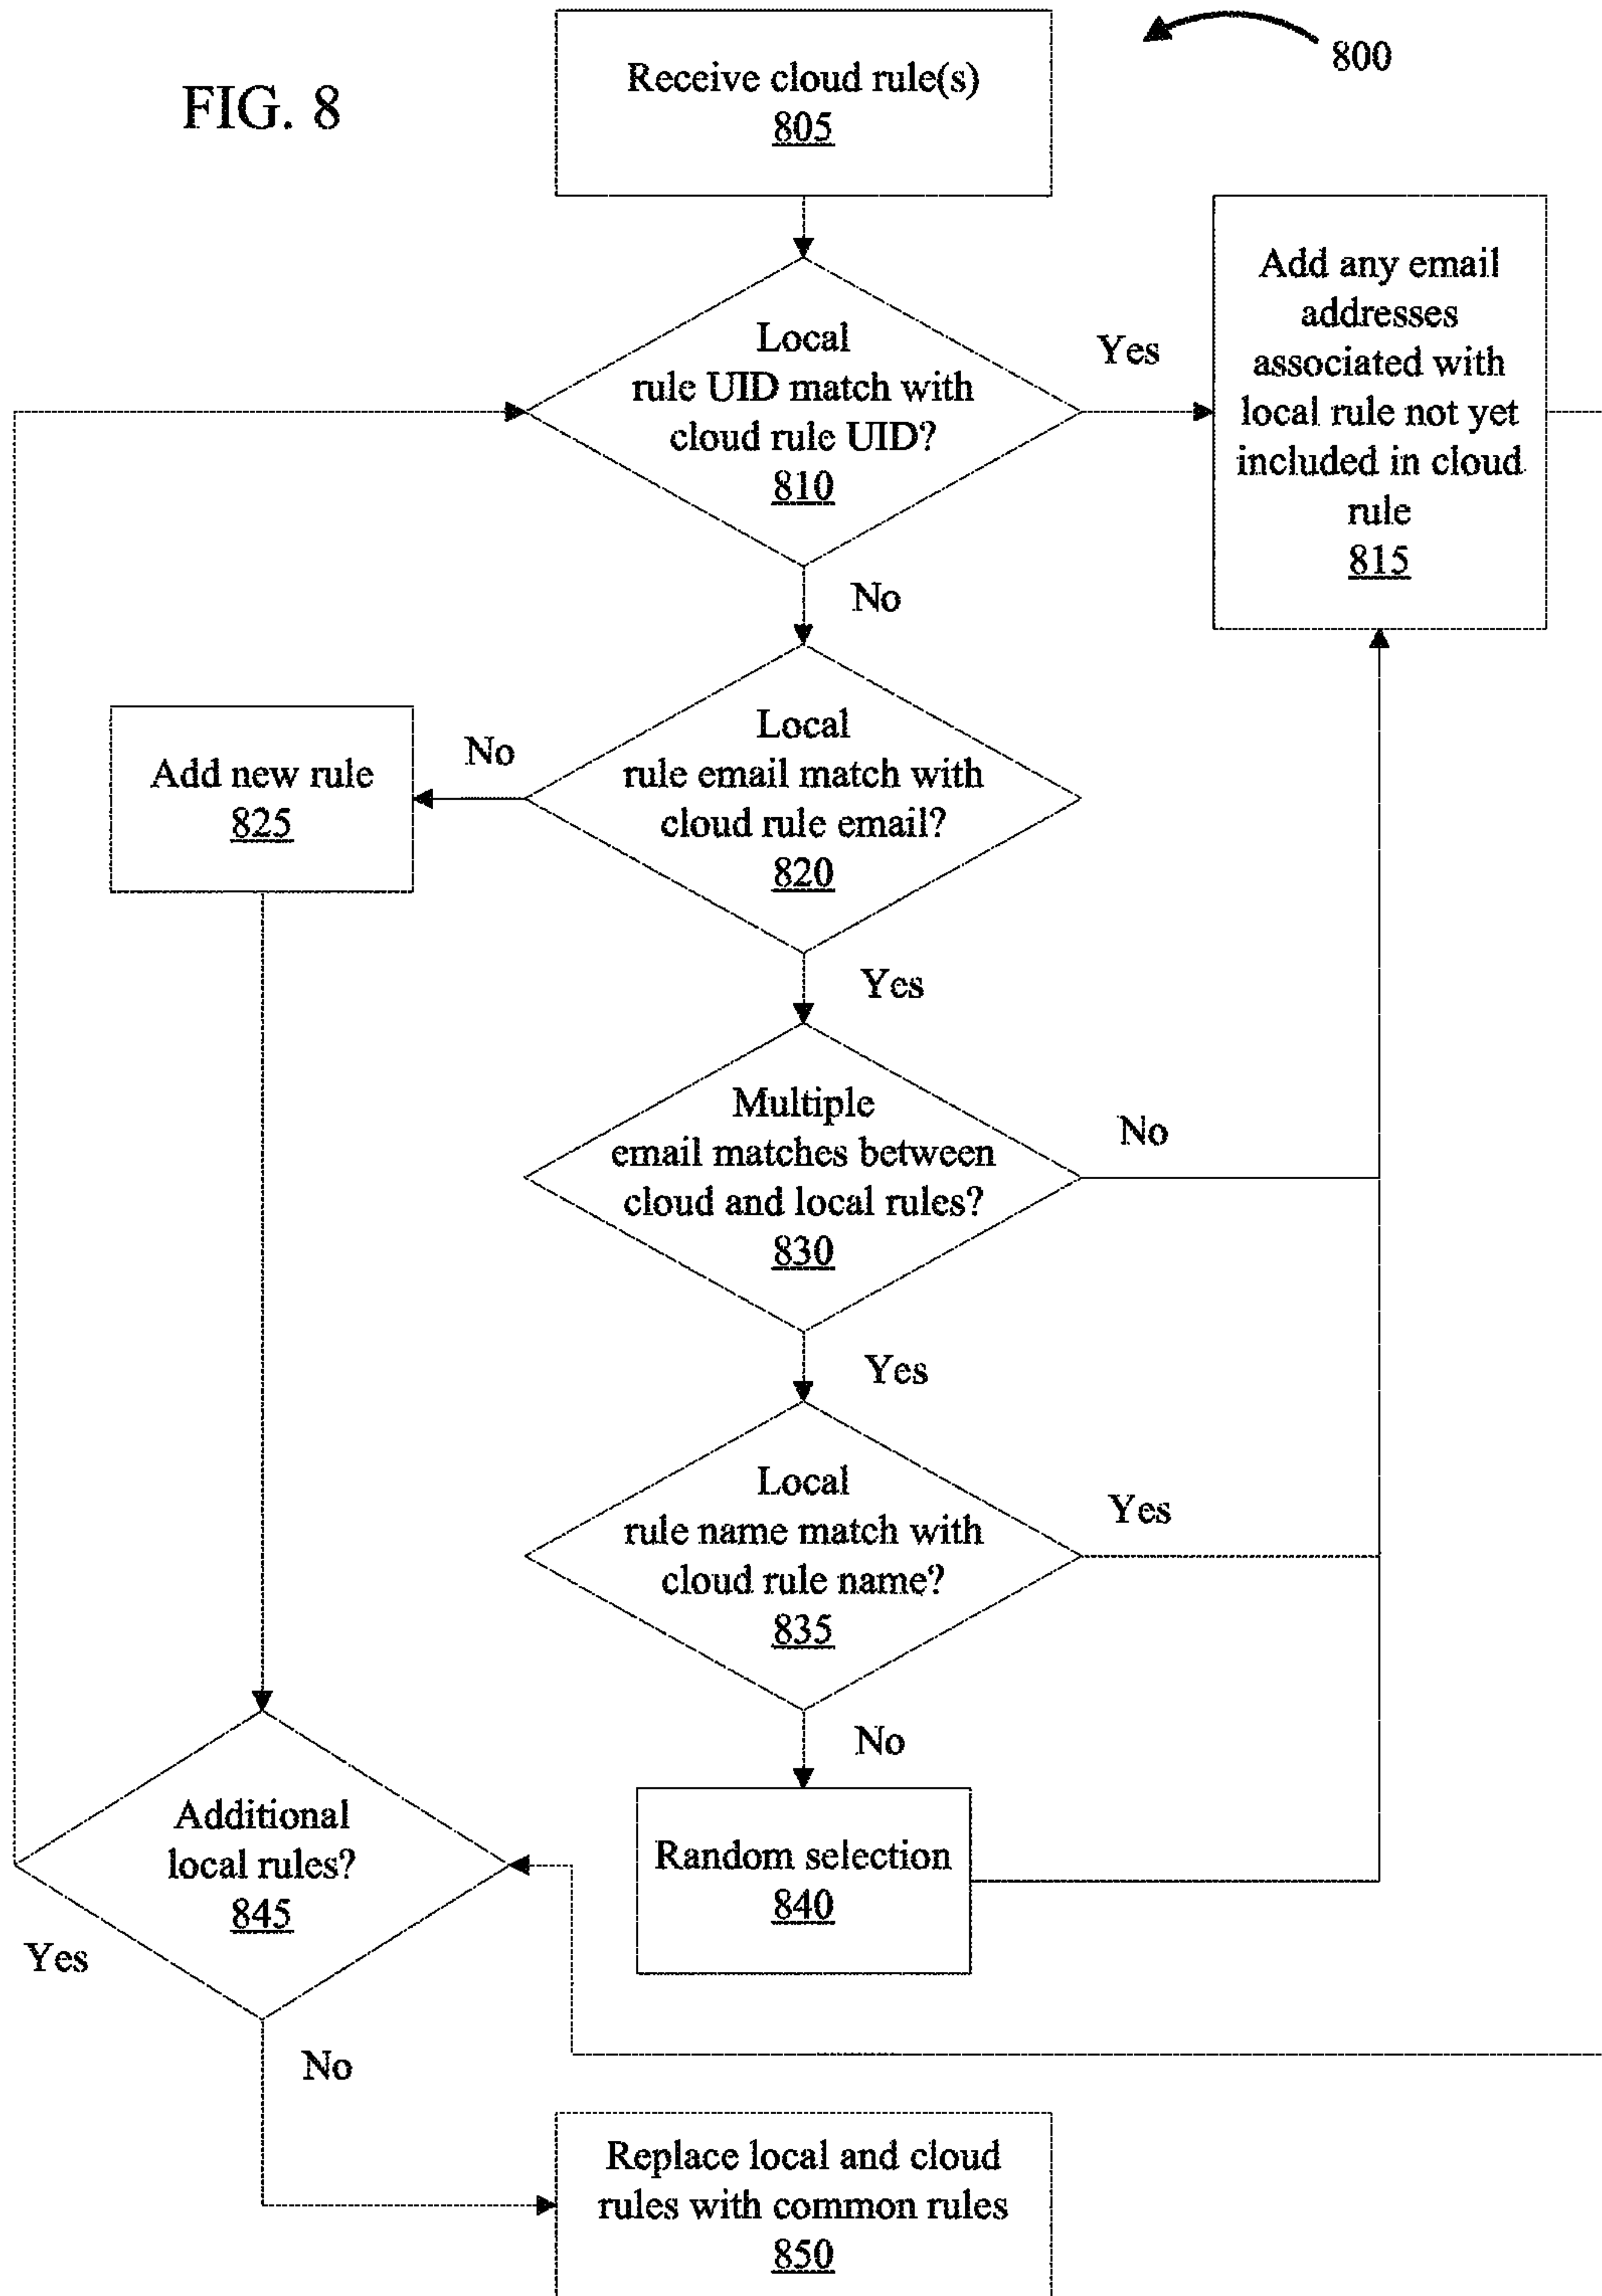 FIG. 8
800
Receive cloud rule(s)
805
Local
rule UID match with
cloud rule UID?
810
Yes
Add any email
addresses
associated with
local rule not yet
included in cloud
rule
815
No
Local
rule email match with
cloud rule email?
820
No
Add new rule
825
Yes
Multiple
email matches between
cloud and local rules?
830
No
Yes
Local
rule name match with
cloud rule name?
835
Yes
No
Random selection
840
Additional
local rules?
845
Yes
No
Replace local and cloud
rules with common rules
850